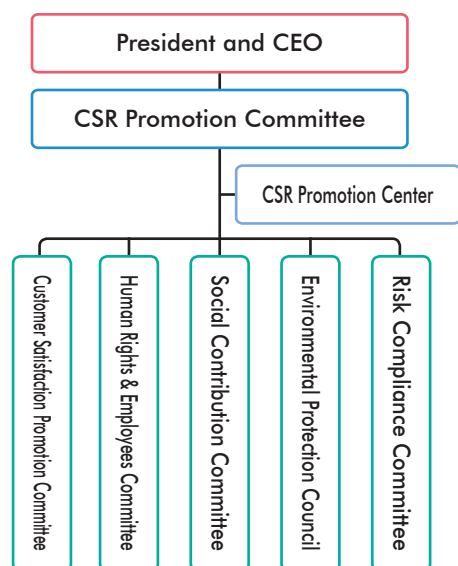 President and CEO
CSR Promotion Committee
CSR Promotion Center
Customer Satisfaction Promotion Committee
Human Rights & Employees Committee
Social Contribution Committee
Environmental Protection Council
Risk Compliance Committee